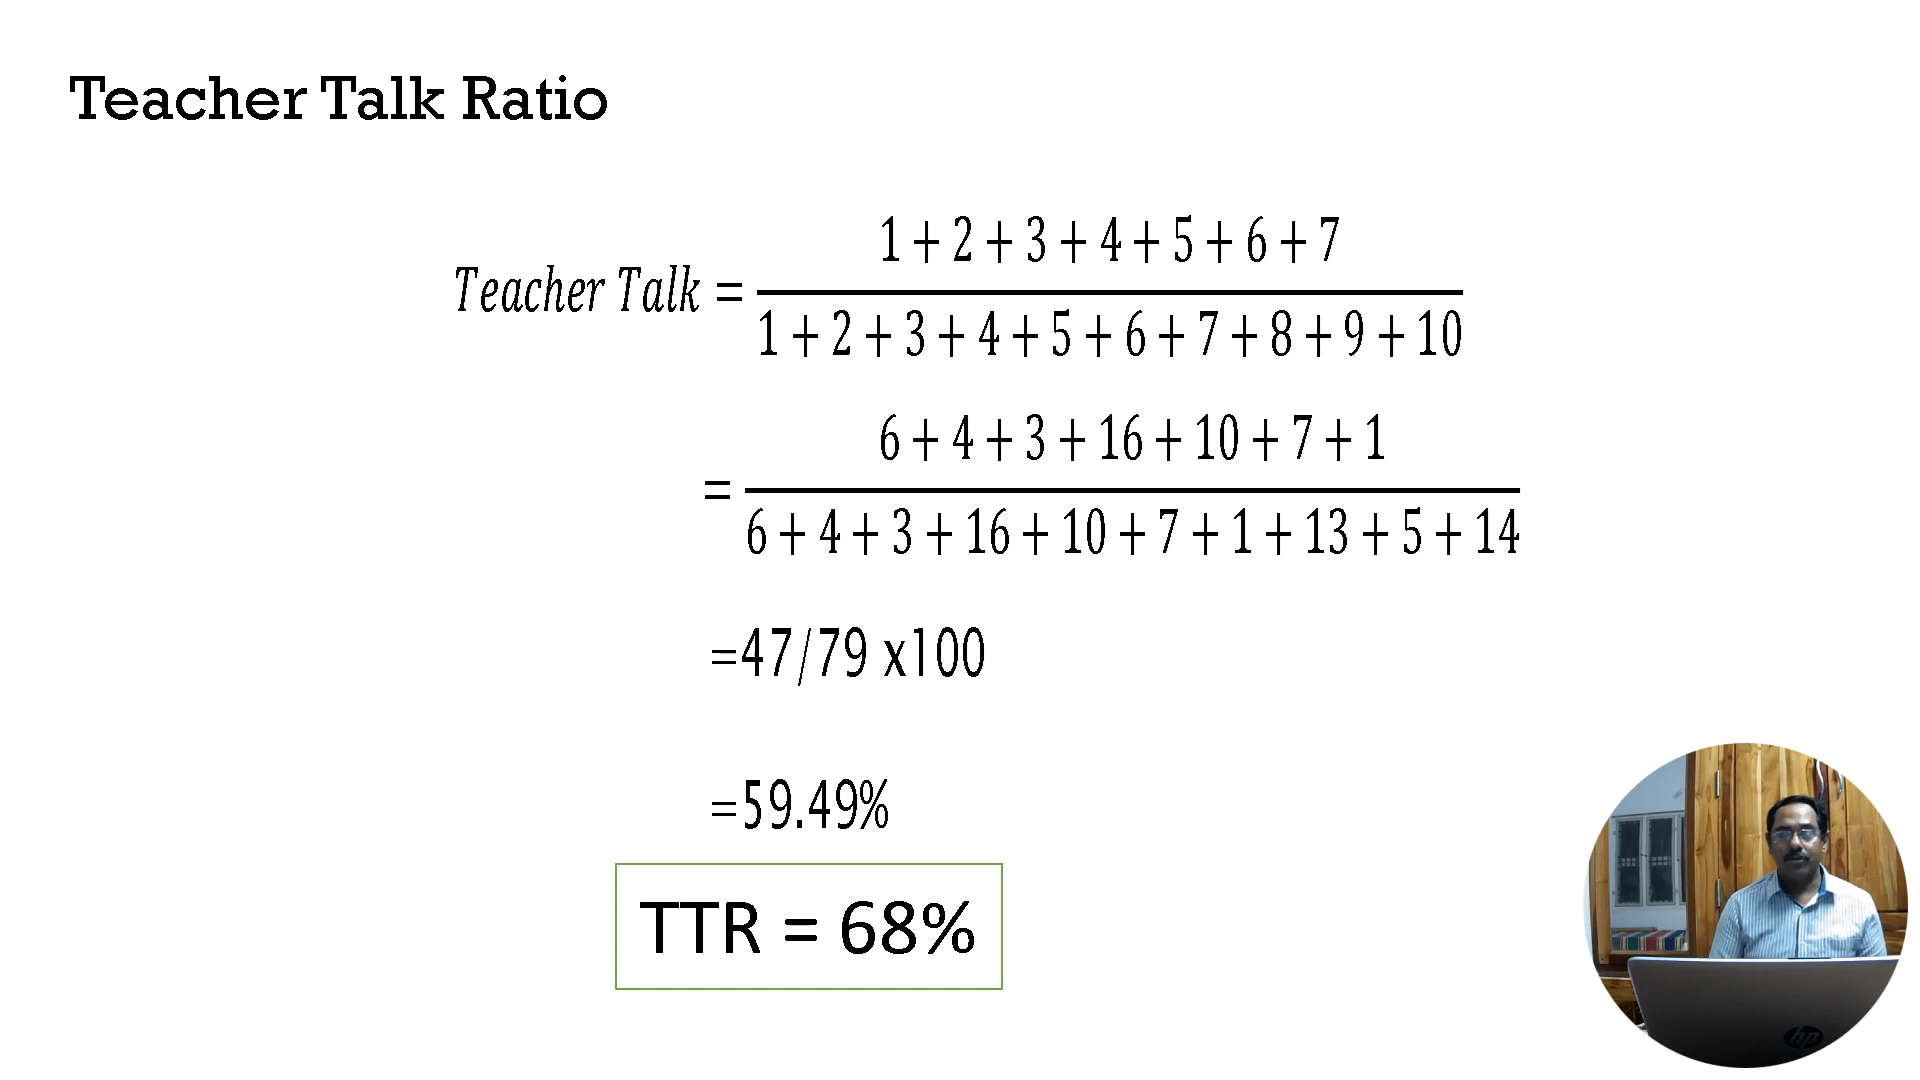 Teacher Talk Ratio
1 + 2 + 3 + 4 + 5 + 6 + 7
Teacher Talk =
1 + 2 + 3 + 4 + 5 + 6 + 7 + 8 + 9 + 10
6 + 4 + 3 + 16 + 10 + 7 + 1
=
6 + 4 + 3 + 16 + 10 + 7 + 1 + 13 + 5 + 14
=47/79 x100
=59.49%
TTR = 68%
hp